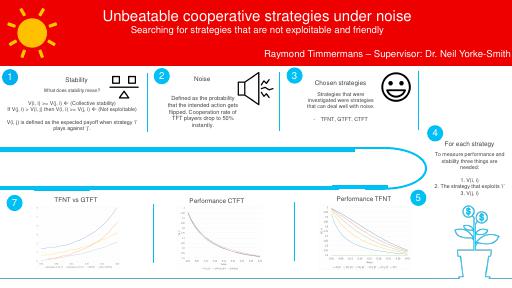 Unbeatable cooperative strategies under noise
Searching for strategies that are not exploitable and friendly
Raymond Timmermans – Supervisor: Dr. Neil Yorke-Smith
1
Stability
What does stability mean?
V(i, i) >= V(j, i) ← (Collective stability)
If V(j, i) > V(i, j) then V(i, i) >= V(j, i) ← (Not exploitable)
V(i, j) is defined as the expected payoff when strategy 'i'
plays against 'j'.
2
Noise
Defined as the probability
that the intended action gets
flipped. Cooperation rate of
TFT players drop to 50%
instantly.
3
Chosen strategies
Strategies that were
investigated were strategies
that can deal well with noise.
- TFNT, GTFT, CTFT
4
For each strategy
To measure performance and
stability three things are
needed:
1. V(i, i)
2. The strategy that exploits 'i'
3. V(j, i)
5
Performance TFNT
Performance CTFT
7
TFNT vs GTFT
$
$